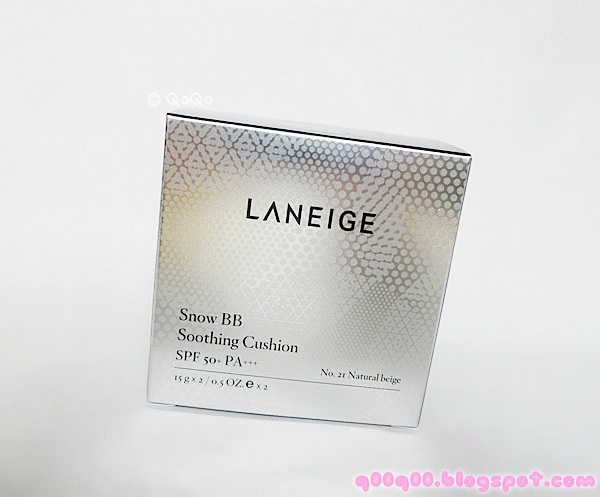 © QoQo
LANEIGE
Snow BB
Soothing Cushion
SPF 50+ PA+++
No. 21 Natural beige
15 g x 2 / 0.5 OZ. e x 2
q00q00.blogspot.com